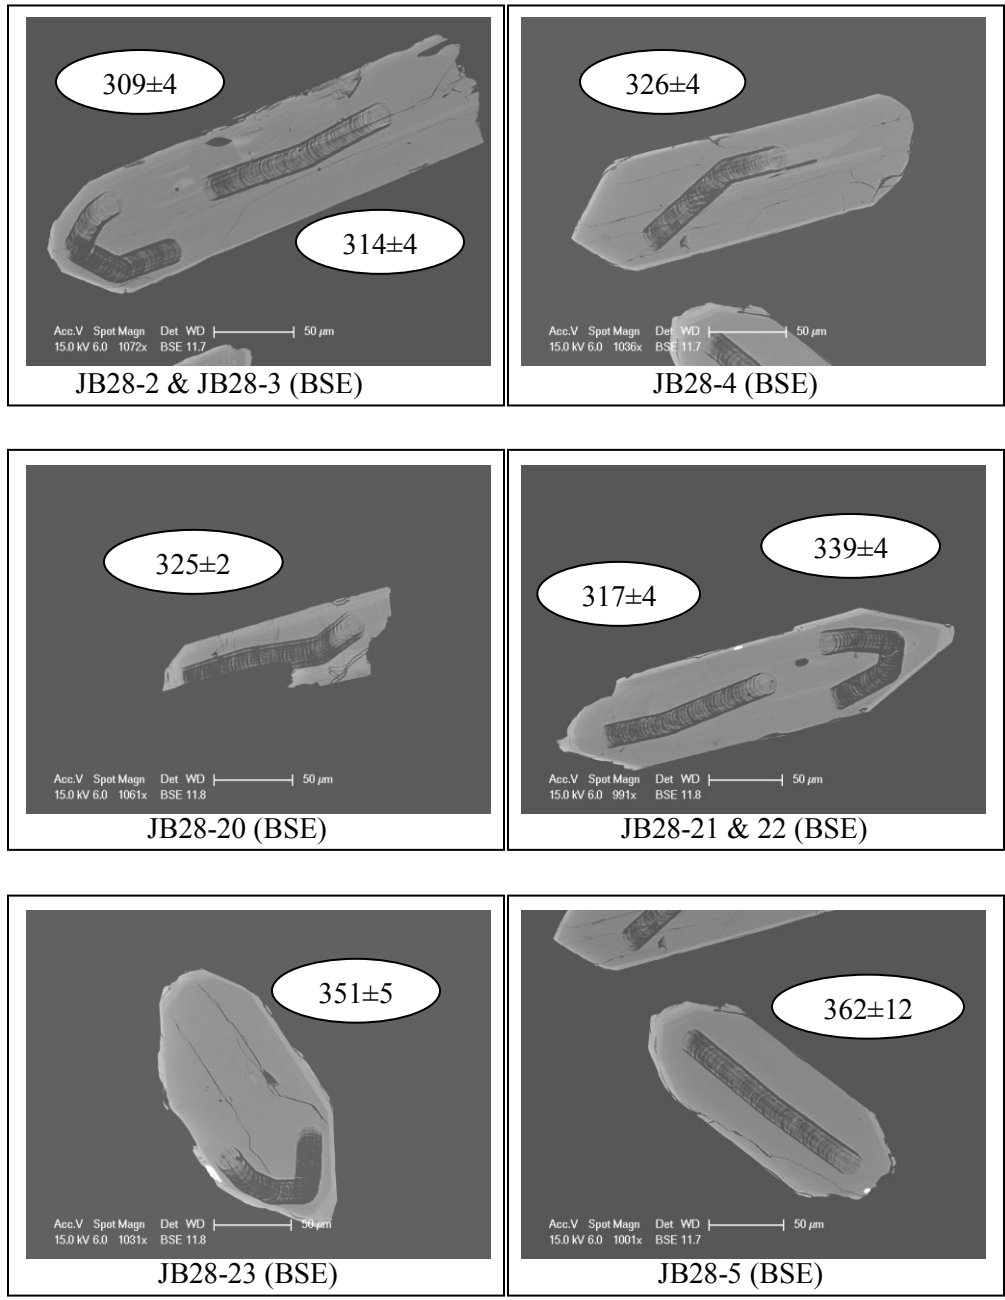 309±4
314±4
Acc.V Spot Magn Det WD 50 µm
15.0 kV 6.0 1072x BSE 11.7
JB28-2 & JB28-3 (BSE)
326±4
Acc.V Spot Magn Det WD 50 µm
15.0 kV 6.0 1036x BSE 11.7
JB28-4 (BSE)
325±2
Acc.V Spot Magn Det WD 50 µm
15.0 kV 6.0 1061x BSE 11.8
JB28-20 (BSE)
339±4
317±4
Acc.V Spot Magn Det WD 50 µm
15.0 kV 6.0 991x BSE 11.8
JB28-21 & 22 (BSE)
351±5
Acc.V Spot Magn Det WD 50 µm
15.0 kV 6.0 1031x BSE 11.8
JB28-23 (BSE)
362±12
Acc.V Spot Magn Det WD 50 µm
15.0 kV 6.0 1001x BSE 11.7
JB28-5 (BSE)